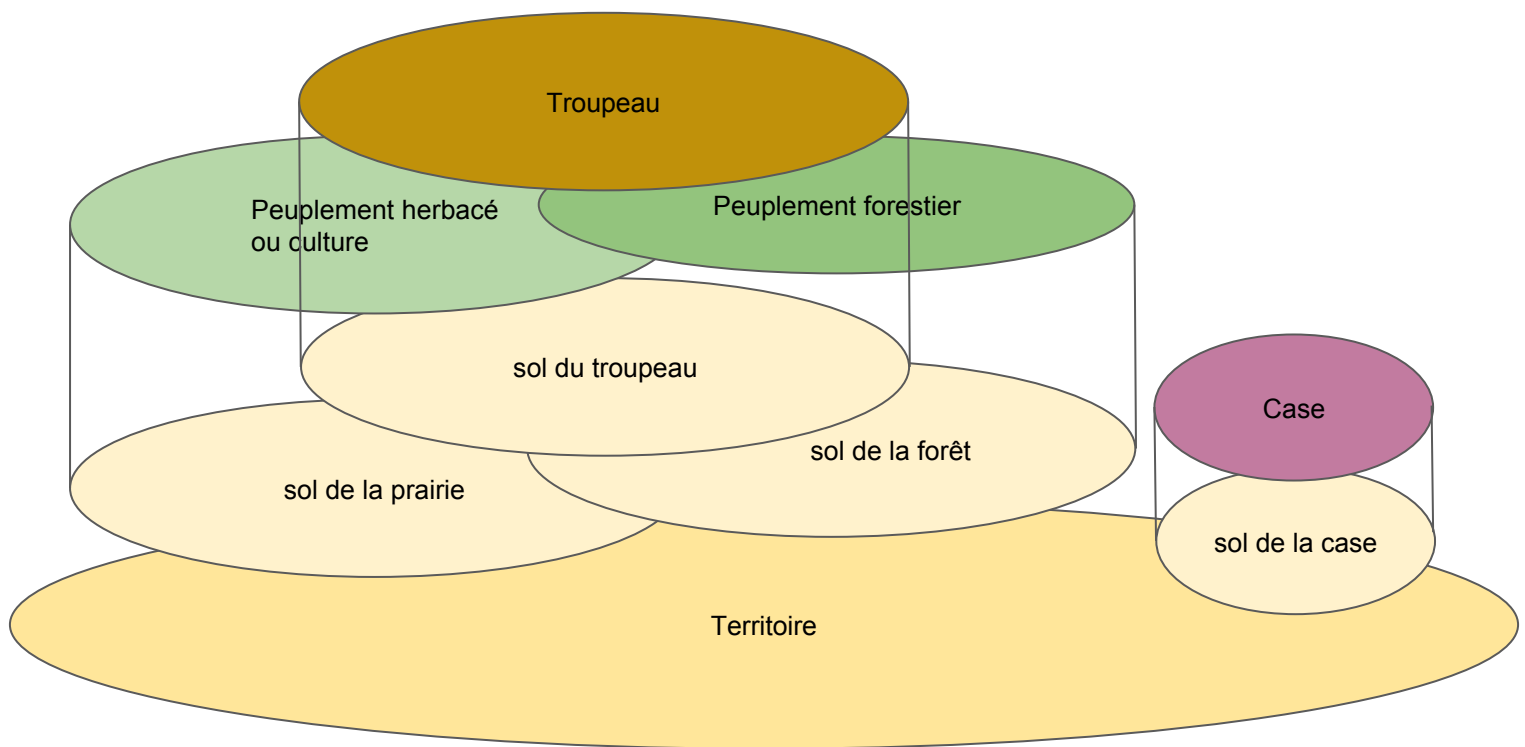 Troupeau
Peuplement herbacé
ou culture
Peuplement forestier
sol du troupeau
Case
sol de la forêt
sol de la prairie
sol de la case
Territoire